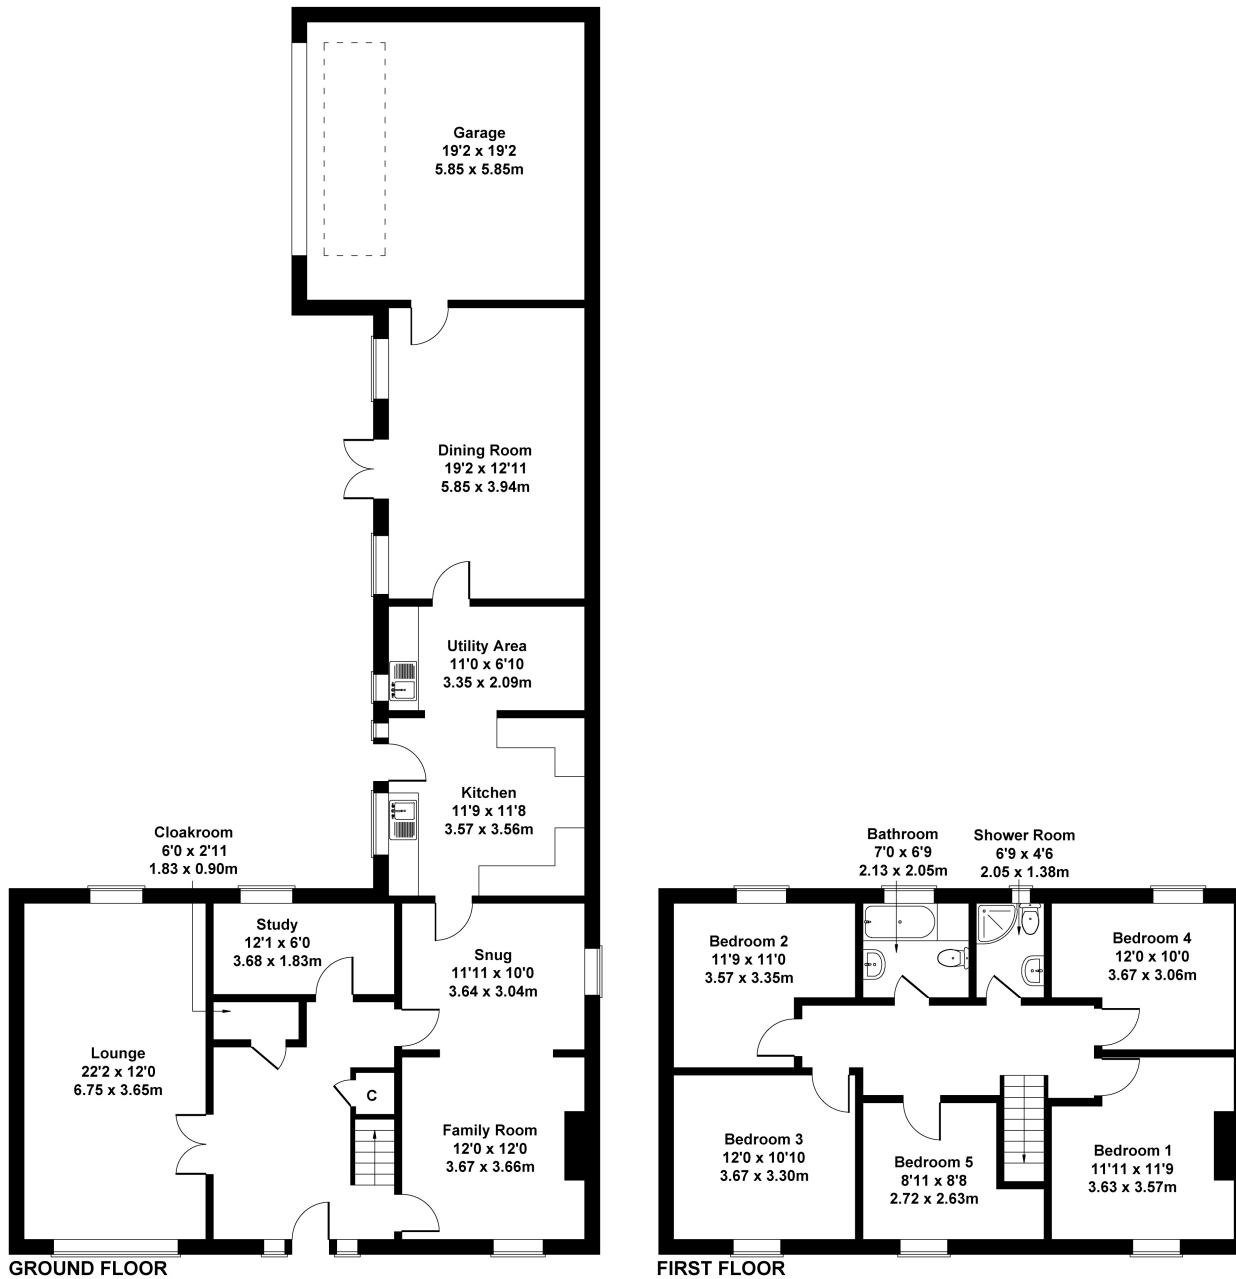 Garage
19'2 x 19'2
5.85 x 5.85m
Dining Room
19'2 x 12'11
5.85 x 3.94m
Utility Area
11'0 x 6'10
3.35 x 2.09m
Kitchen
11'9 x 11'8
3.57 x 3.56m
Cloakroom
6'0 x 2'11
1.83 x 0.90m
Study
12'1 x 6'0
3.68 x 1.83m
Snug
11'11 x 10'0
3.64 x 3.04m
Lounge
22'2 x 12'0
6.75 x 3.65m
C
Family Room
12'0 x 12'0
3.67 x 3.66m
GROUND FLOOR
Bathroom
7'0 x 6'9
2.13 x 2.05m
Shower Room
6'9 x 4'6
2.05 x 1.38m
Bedroom 2
11'9 x 11'0
3.57 x 3.35m
Bedroom 4
12'0 x 10'0
3.67 x 3.06m
Bedroom 3
12'0 x 10'10
3.67 x 3.30m
Bedroom 5
8'11 x 8'8
2.72 x 2.63m
Bedroom 1
11'11 x 11'9
3.63 x 3.57m
FIRST FLOOR